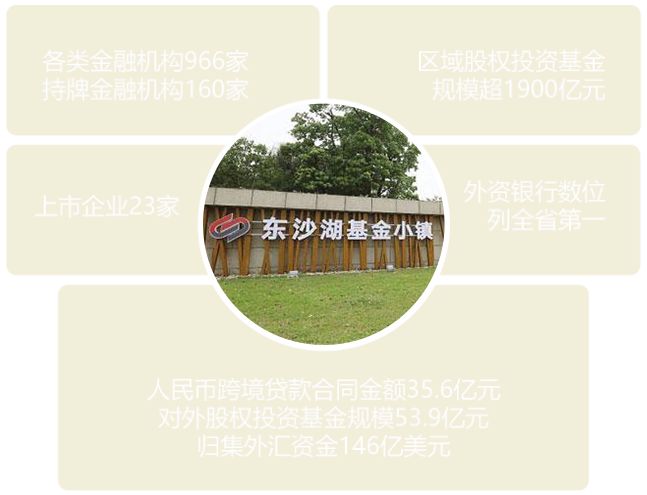 各类金融机构966家
持牌金融机构160家
区域股权投资基金
规模超1900亿元
上市企业23家
外资银行数位
列全省第一
东沙湖基金小镇
人民币跨境贷款合同金额35.6亿元
对外股权投资基金规模53.9亿元
归集外汇资金146亿美元